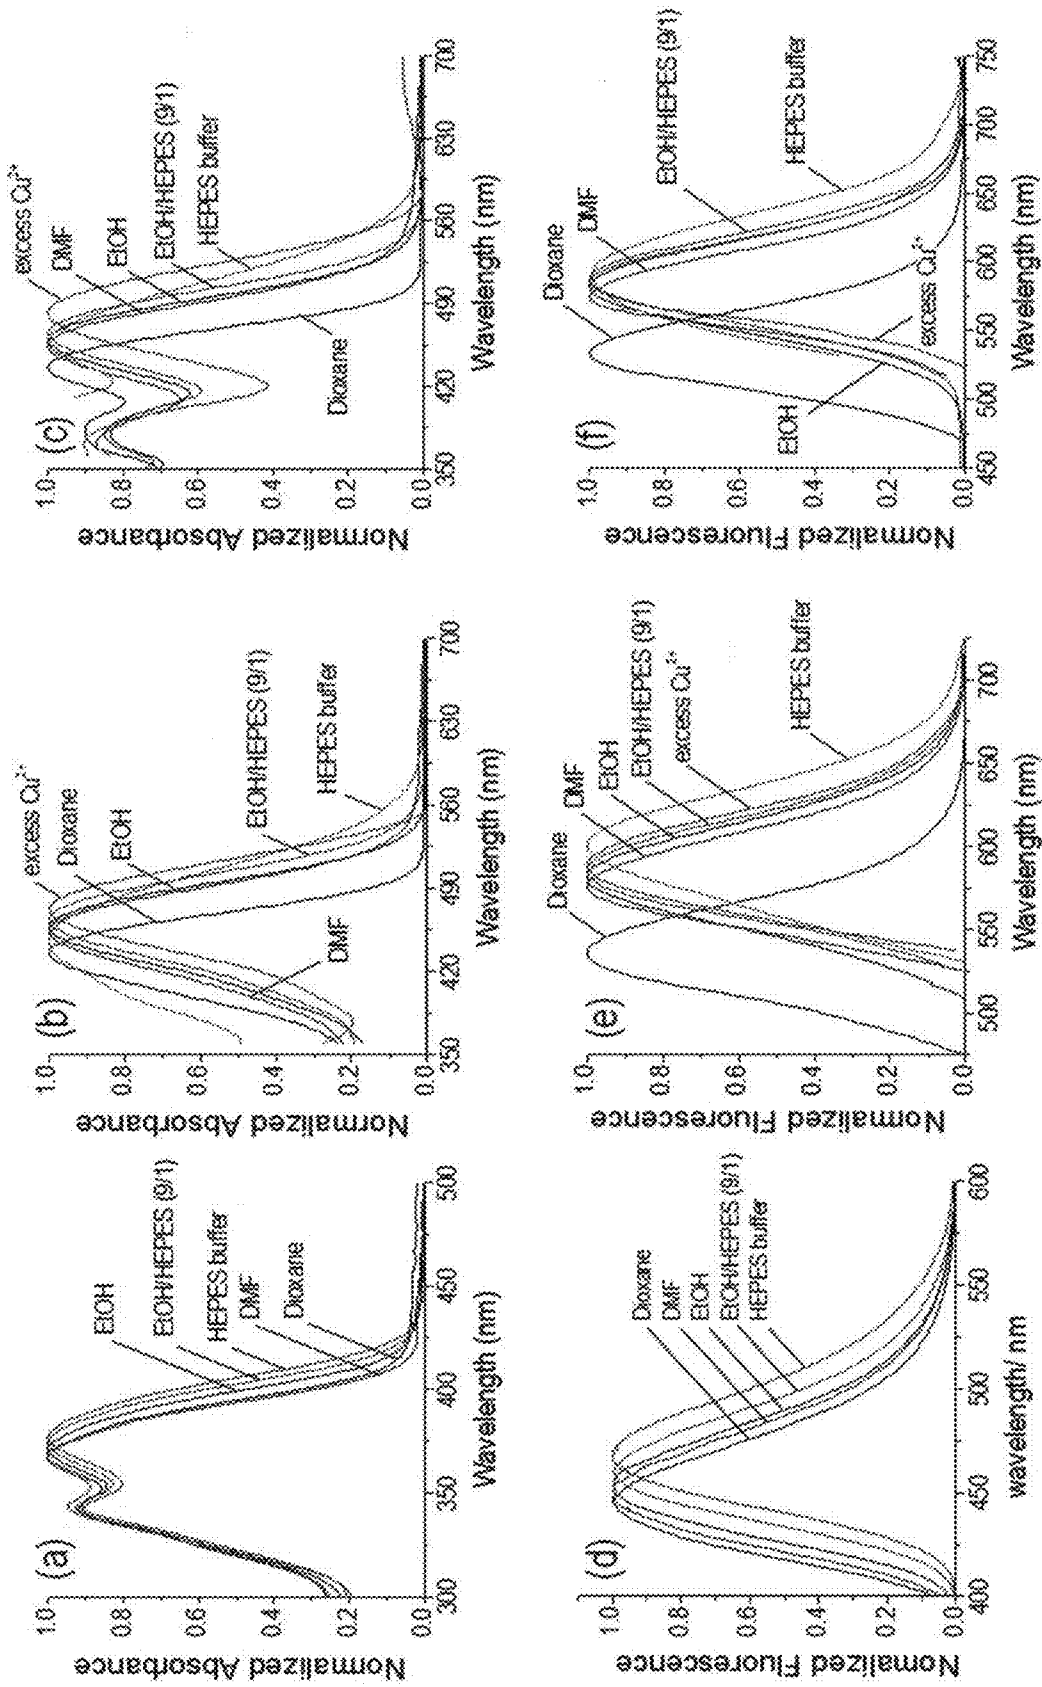 (a)
Normalized Absorbance
1.0
0.8
0.6
0.4
0.2
0.0
EtOH
EtOH/HEPES (9/1)
HEPES buffer
DMF
Dioxane
300
350
400
450
500
Wavelength (nm)
(b)
Normalized Absorbance
1.0
0.8
0.6
0.4
0.2
0.0
excess Cu2+
Dioxane
EtOH
EtOH/HEPES (9/1)
HEPES buffer
DMF
350
420
490
560
630
700
Wavelength (nm)
(c)
Normalized Absorbance
1.0
0.8
0.6
0.4
0.2
0.0
excess Cu2+
DMF
EtOH
EtOH/HEPES (9/1)
HEPES buffer
Dioxane
350
420
490
560
630
700
Wavelength (nm)
(d)
Normalized Fluorescence
1.0
0.8
0.6
0.4
0.2
0.0
Dioxane
DMF
EtOH
EtOH/HEPES (9/1)
HEPES buffer
400
450
500
550
600
wavelength/ nm
(e)
Normalized Fluorescence
1.0
0.8
0.6
0.4
0.2
0.0
Dioxane
DMF
EtOH
EtOH/HEPES (9/1)
excess Cu2+
HEPES buffer
500
550
600
650
700
Wavelength (nm)
(f)
Normalized Fluorescence
1.0
0.8
0.6
0.4
0.2
0.0
Dioxane
DMF
EtOH/HEPES (9/1)
HEPES buffer
EtOH
excess Cu2+
450
500
550
600
650
700
750
Wavelength (nm)